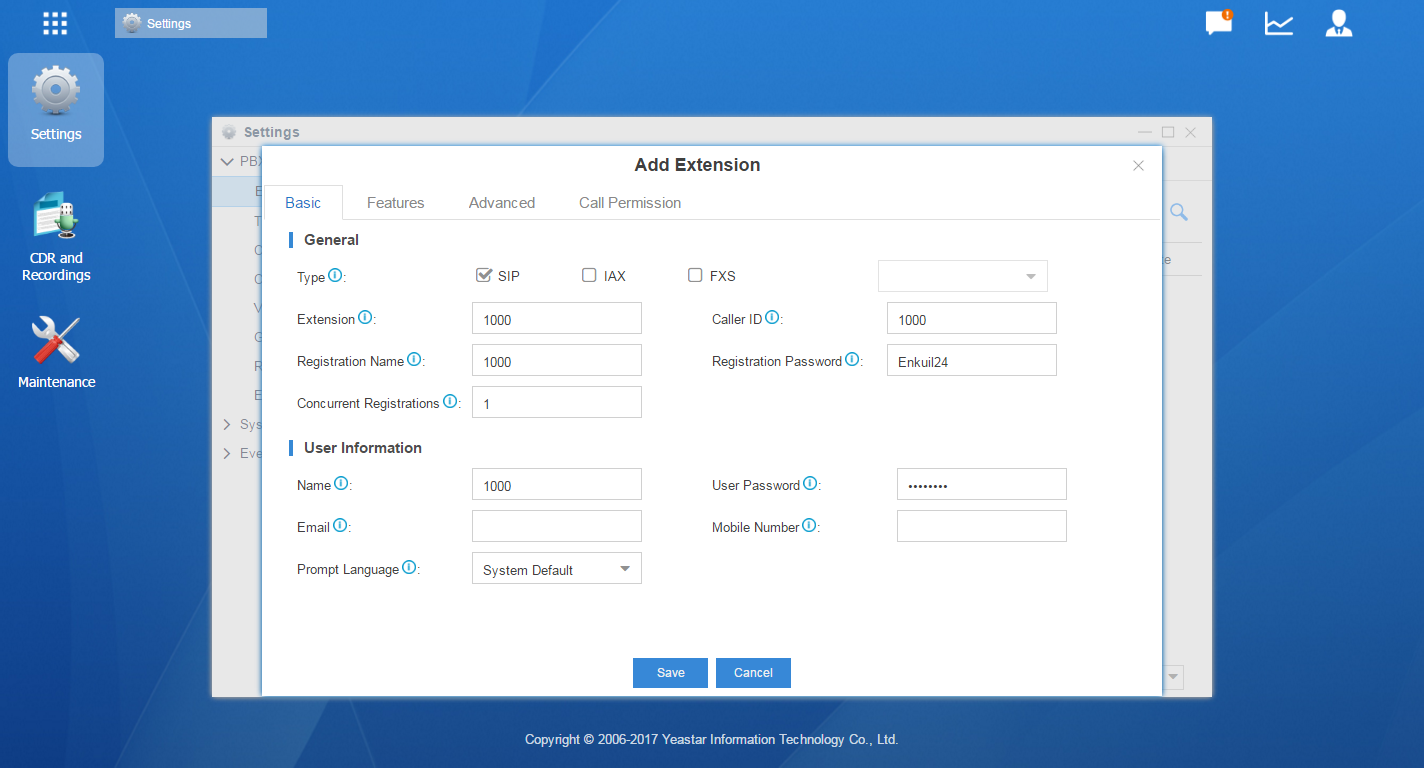 Settings
Settings
CDR and
Recordings
Maintenance
Settings
PBX
Add Extension
Basic Features Advanced Call Permission
General
Type : SIP IAX FXS
Extension : 1000 Caller ID : 1000
Registration Name : 1000 Registration Password : Enkuil24
Concurrent Registrations : 1
User Information
Name : 1000 User Password : ••••••••
Email : Mobile Number :
Prompt Language : System Default
Save Cancel
Copyright © 2006-2017 Yeastar Information Technology Co., Ltd.